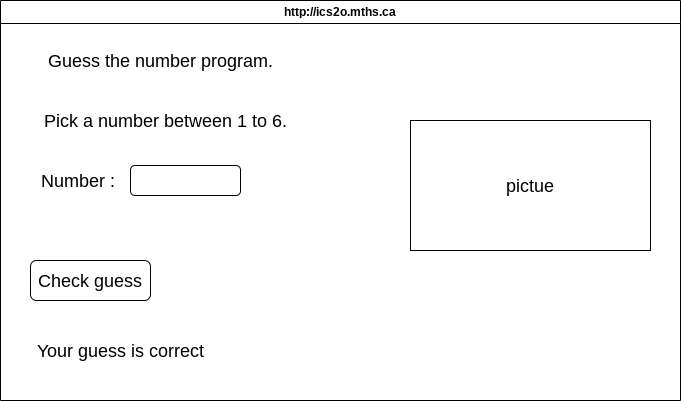 http://ics2o.mths.ca
Guess the number program.
Pick a number between 1 to 6.
Number :
pictue
Check guess
Your guess is correct